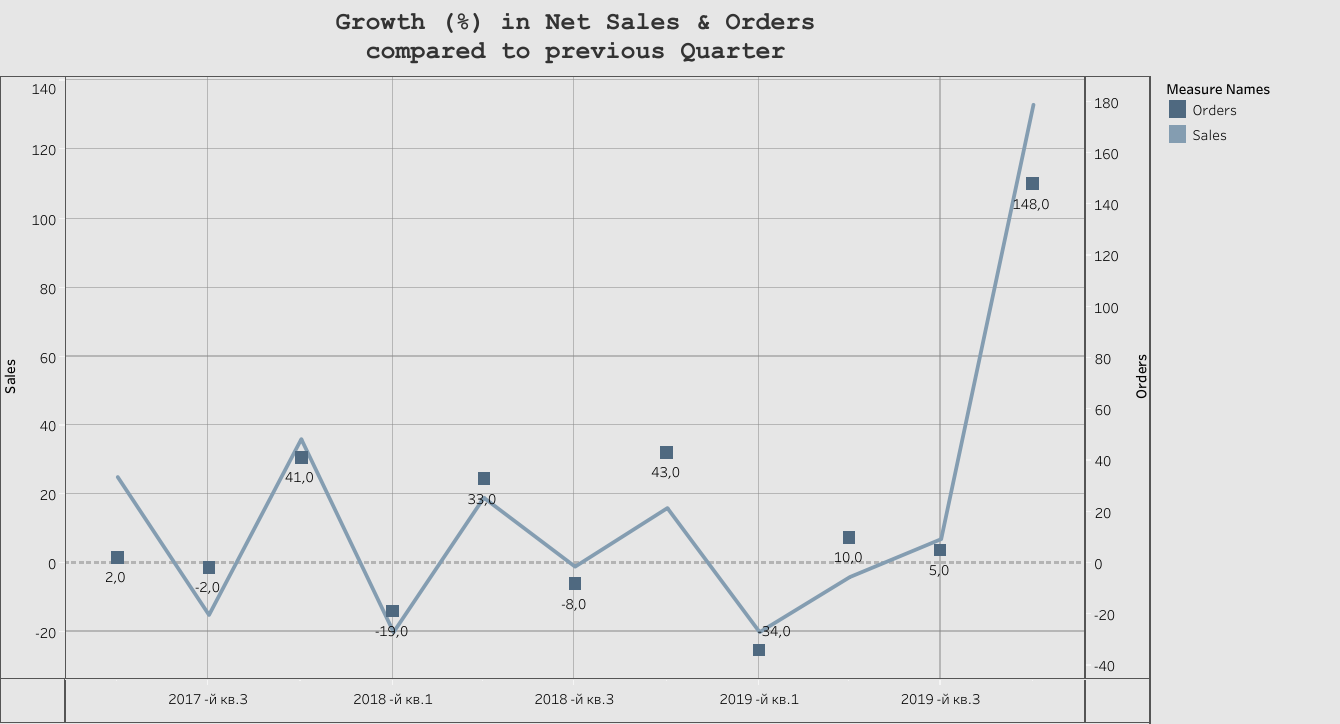 Growth (%) in Net Sales & Orders
compared to previous Quarter
Measure Names
Orders
Sales
Sales
140
120
100
80
60
40
20
0
-20
2,0
-2,0
41,0
-19,0
33,0
-8,0
43,0
-34,0
10,0
5,0
148,0
180
160
140
120
100
80
60
40
20
0
-20
-40
Orders
2017 -й кв.3
2018 -й кв.1
2018 -й кв.3
2019 -й кв.1
2019 -й кв.3